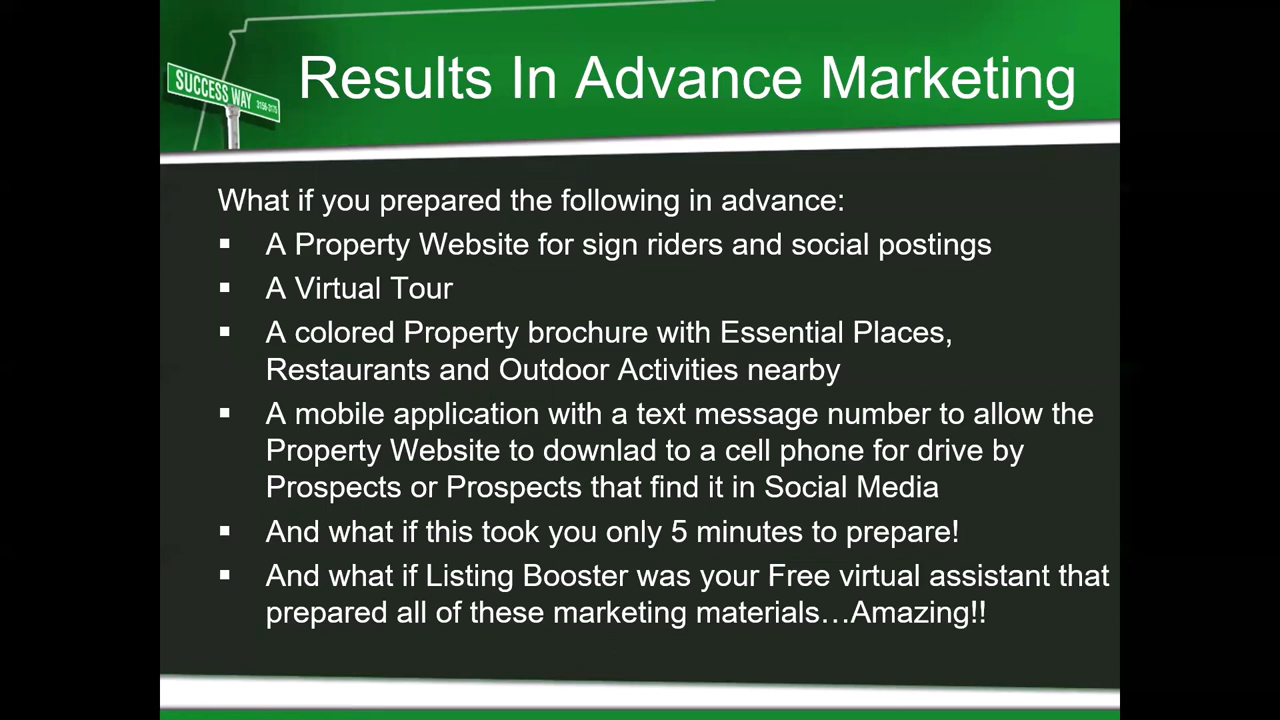 Results In Advance Marketing
SUCCESS WAY
What if you prepared the following in advance:
▪ A Property Website for sign riders and social postings
▪ A Virtual Tour
▪ A colored Property brochure with Essential Places,
Restaurants and Outdoor Activities nearby
▪ A mobile application with a text message number to allow the
Property Website to downlad to a cell phone for drive by
Prospects or Prospects that find it in Social Media
▪ And what if this took you only 5 minutes to prepare!
▪ And what if Listing Booster was your Free virtual assistant that
prepared all of these marketing materials…Amazing!!